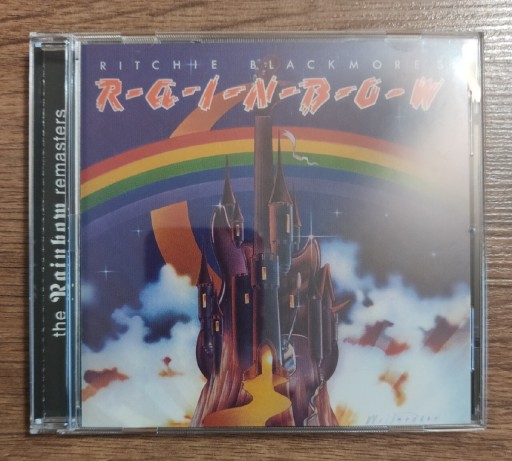 RITCHIE BLACKMORE'S
R-A-I-N-B-O-W
the Rainbow remasters